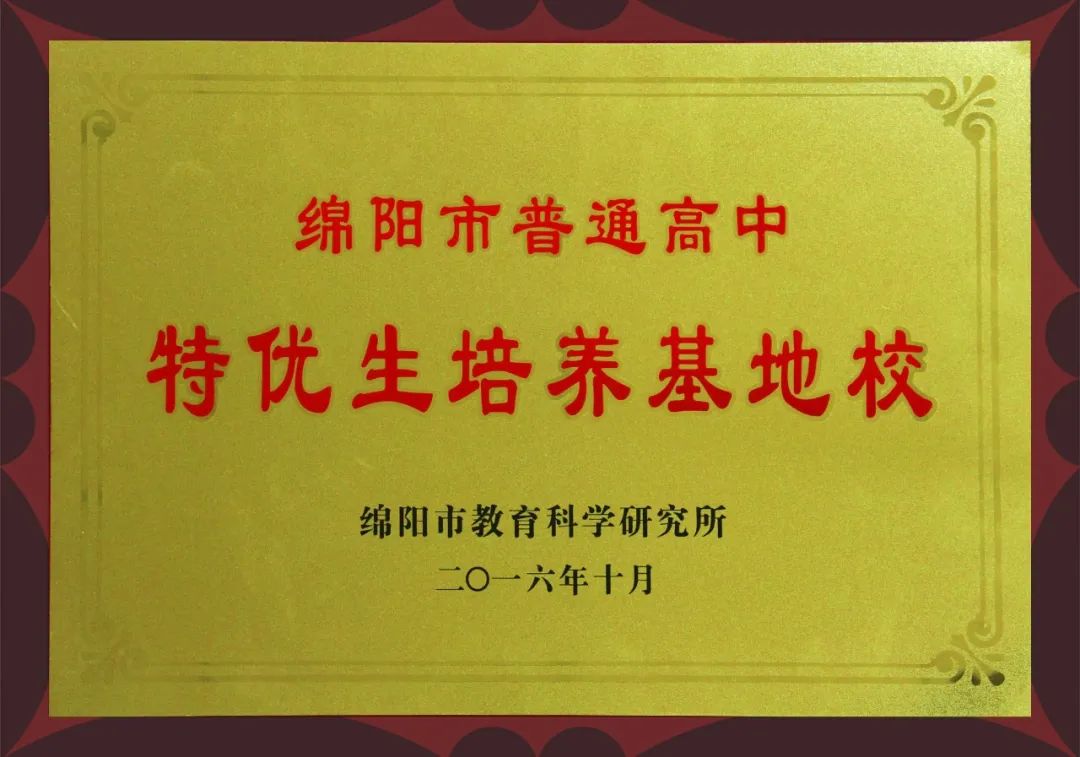 绵阳市普通高中
特优生培养基地校
绵阳市教育科学研究所
二〇一六年十月